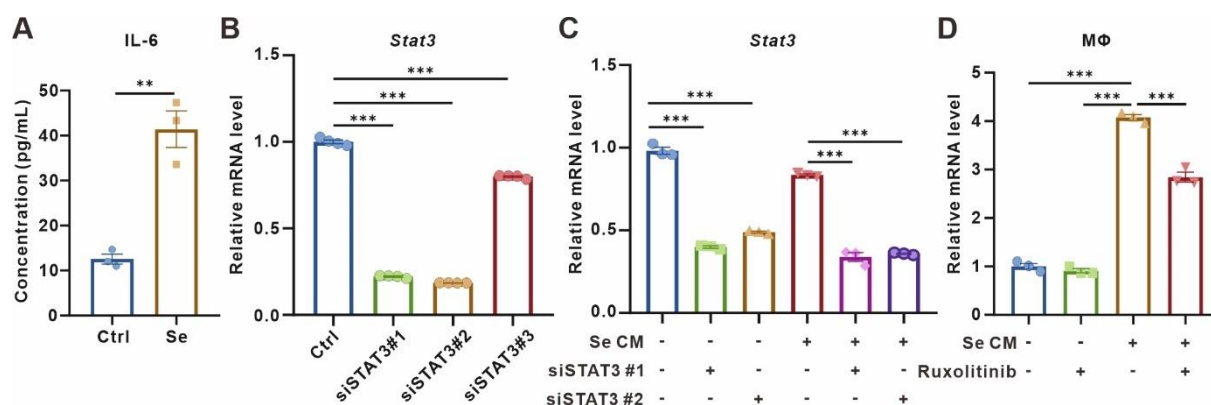 A
IL-6
**
Concentration (pg/mL)
50
40
30
20
10
0
Ctrl
Se
B
Stat3
***
***
***
Relative mRNA level
1.5
1.0
0.5
0.0
Ctrl
siSTAT3#1
siSTAT3#2
siSTAT3#3
C
Stat3
***
***
***
***
Relative mRNA level
1.5
1.0
0.5
0.0
Se CM - - - + + +
siSTAT3 #1 - + - - + -
siSTAT3 #2 - - + - - +
D
MΦ
***
*** ***
Relative mRNA level
5
4
3
2
1
0
Se CM - - + +
Ruxolitinib - + - +